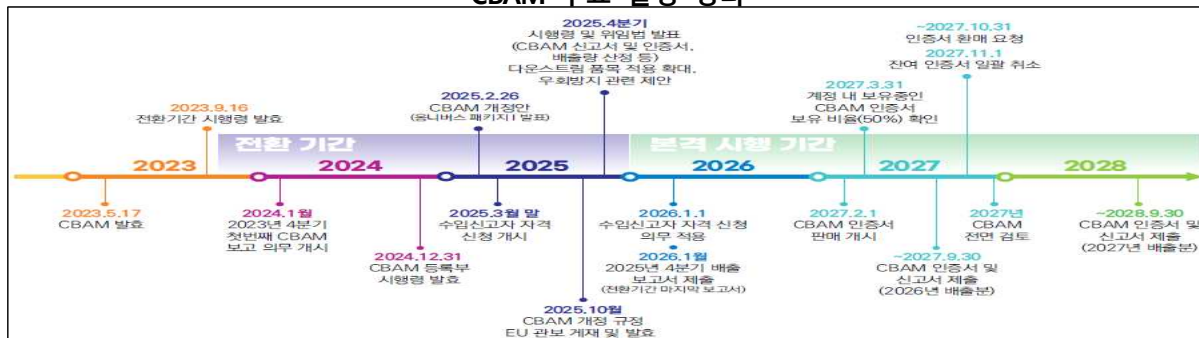 2025.4분기
시행령 및 위임법 발표
(CBAM 신고서 및 인증서,
배출량 산정 등)
다운스트림 품목 적용 확대,
우회방지 관련 제안
~2027.10.31
인증서 환매 요청
2027.11.1
잔여 인증서 일괄 취소
2023.9.16
전환기간 시행령 발효
2025.2.26
CBAM 개정안
(옴니버스 패키지 I 발표)
2027.3.31
계정 내 보유중인
CBAM 인증서
보유 비율(50%) 확인
전환 기간
본격 시행 기간
2023
2024
2025
2026
2027
2028
2023.5.17
CBAM 발효
2024.1월
2023년 4분기
첫번째 CBAM
보고 의무 개시
2024.12.31
CBAM 등록부
시행령 발효
2025.3월 말
수입신고자 자격
신청 개시
2025.10월
CBAM 개정 규정
EU 관보 게재 및 발효
2026.1.1
수입신고자 자격 신청
의무 적용
2026.1월
2025년 4분기 배출
보고서 제출
(전환기간 마지막 보고서)
2027.2.1
CBAM 인증서
판매 개시
~2027.9.30
CBAM 인증서 및
신고서 제출
(2026년 배출분)
2027년
CBAM
전면 검토
~2028.9.30
CBAM 인증서 및
신고서 제출
(2027년 배출분)